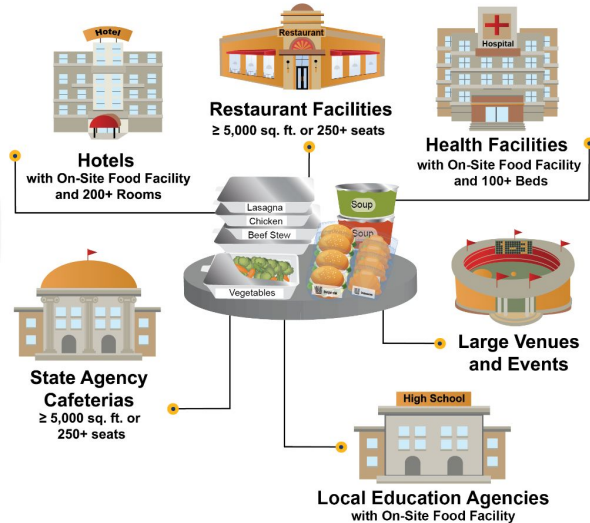 Hotel
Restaurant
Hospital
Restaurant Facilities
≥ 5,000 sq. ft. or 250+ seats
Hotels
with On-Site Food Facility
and 200+ Rooms
Health Facilities
with On-Site Food Facility
and 100+ Beds
Lasagna
Chicken
Beef Stew
Vegetables
Soup
Soup
State Agency
Cafeterias
≥ 5,000 sq. ft. or
250+ seats
Large Venues
and Events
High School
Local Education Agencies
with On-Site Food Facility